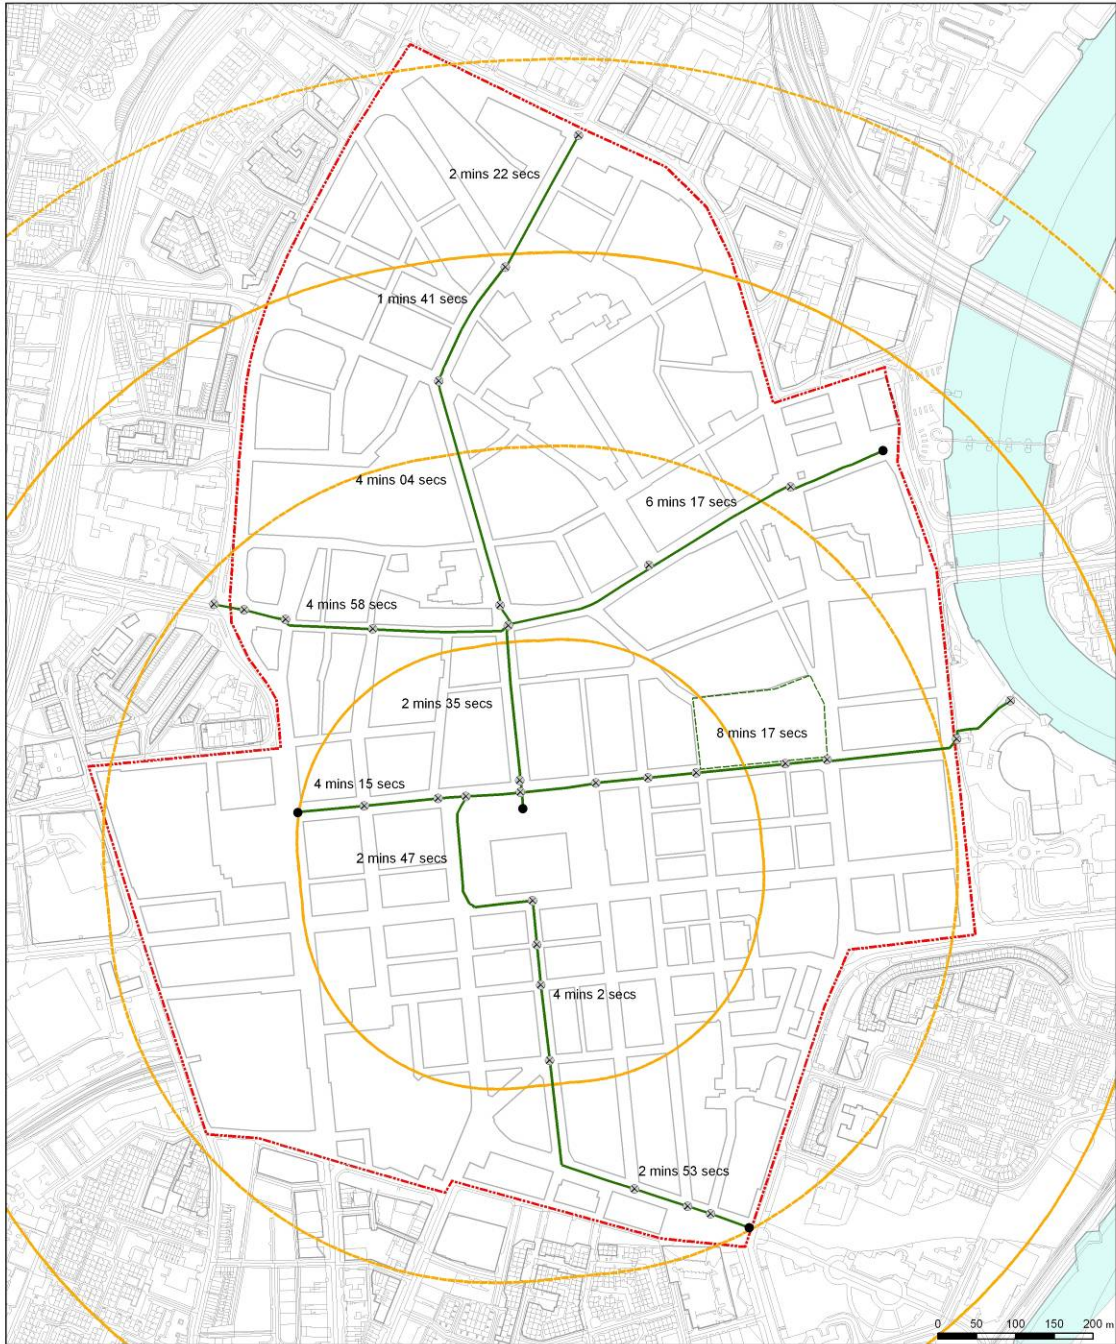 2 mins 22 secs
1 mins 41 secs
4 mins 04 secs
6 mins 17 secs
4 mins 58 secs
2 mins 35 secs
8 mins 17 secs
4 mins 15 secs
2 mins 47 secs
4 mins 2 secs
2 mins 53 secs
0 50 100 150 200 m